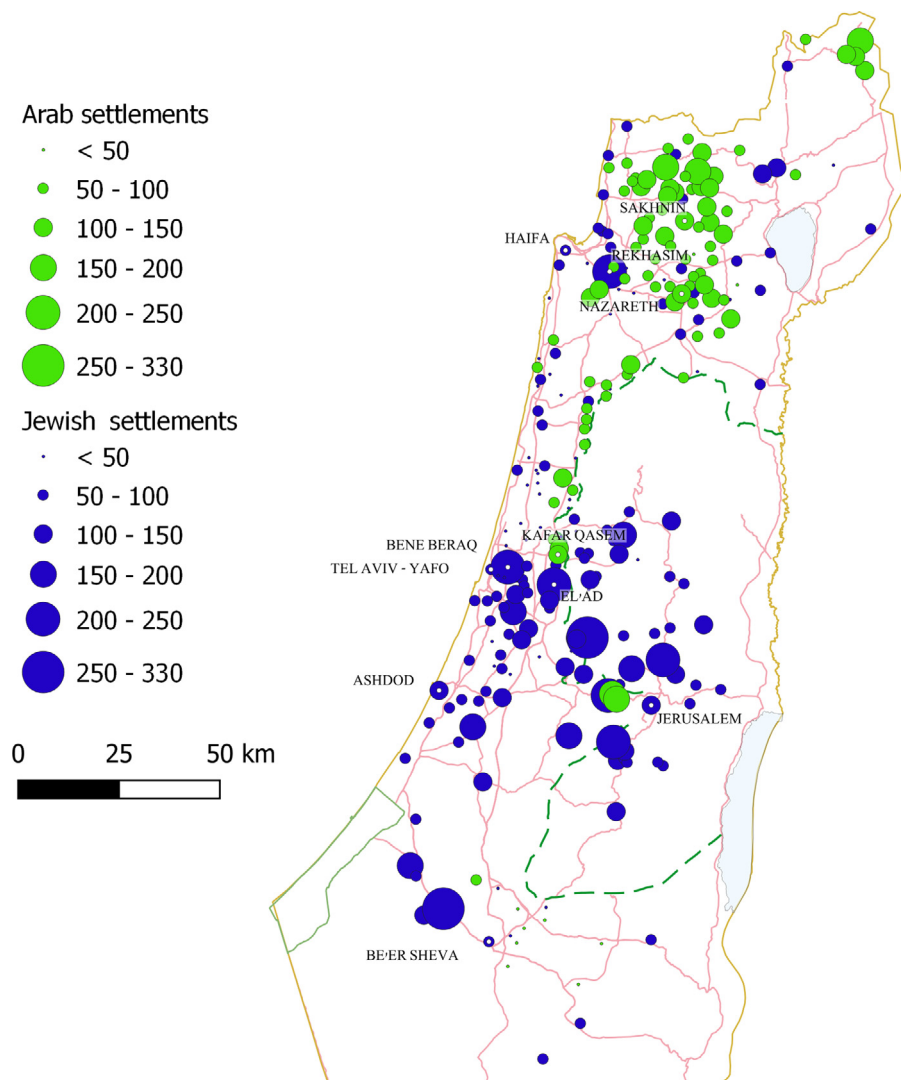 Arab settlements
< 50
50 - 100
100 - 150
150 - 200
200 - 250
250 - 330
Jewish settlements
< 50
50 - 100
100 - 150
150 - 200
200 - 250
250 - 330
0 25 50 km
SAKHNIN
HAIFA
REKHASIM
NAZARETH
KAFAR QASEM
BENE BERAQ
TEL AVIV - YAFO
EL'AD
ASHDOD
JERUSALEM
BE'ER SHEVA